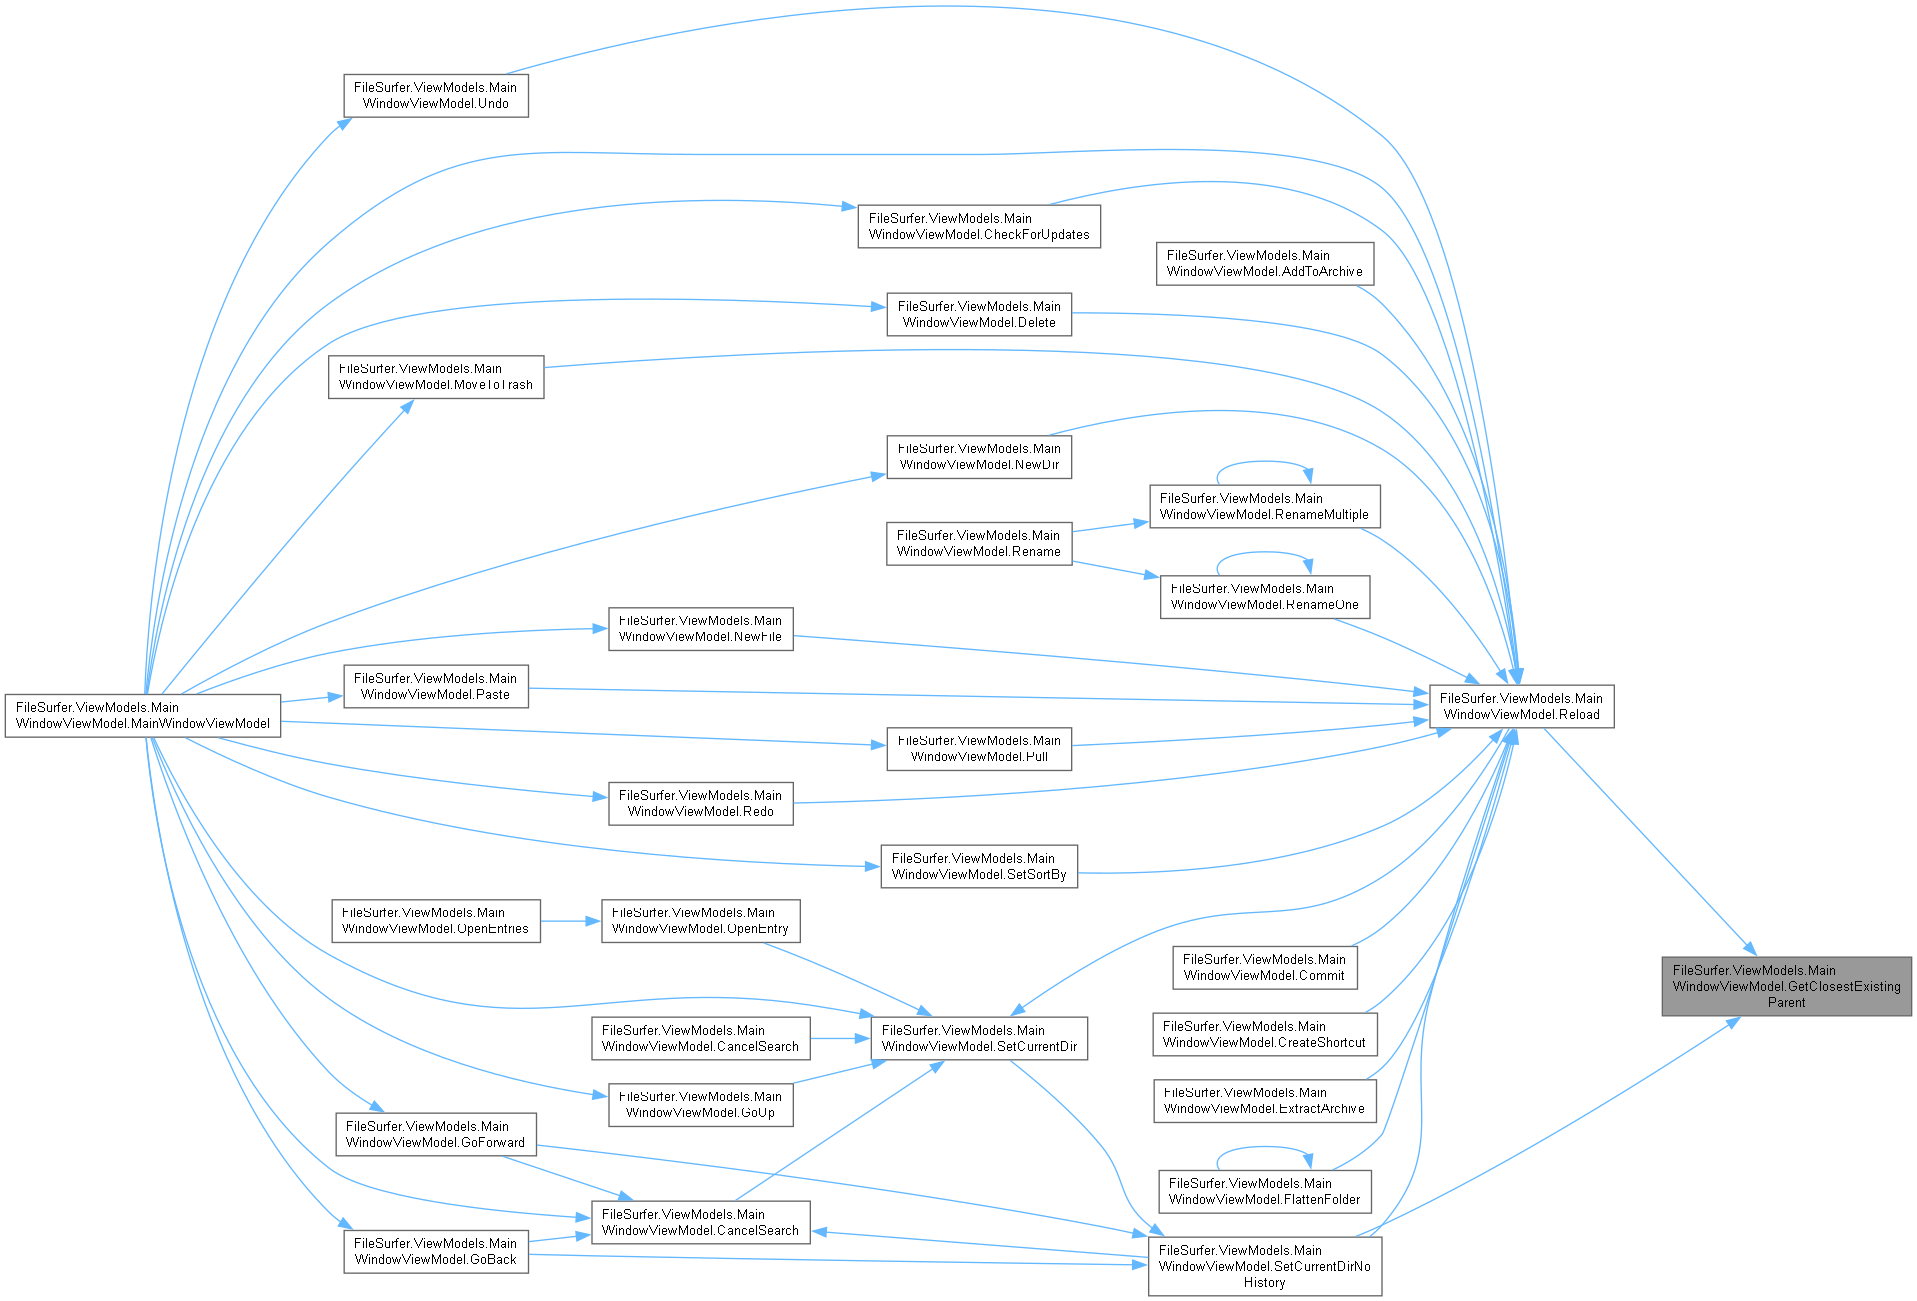 FileSurfer.ViewModels.Main
WindowViewModel.Undo
FileSurfer.ViewModels.Main
WindowViewModel.CheckForUpdates
FileSurfer.ViewModels.Main
WindowViewModel.AddToArchive
FileSurfer.ViewModels.Main
WindowViewModel.Delete
FileSurfer.ViewModels.Main
WindowViewModel.MoveToTrash
FileSurfer.ViewModels.Main
WindowViewModel.NewDir
FileSurfer.ViewModels.Main
WindowViewModel.RenameMultiple
FileSurfer.ViewModels.Main
WindowViewModel.Rename
FileSurfer.ViewModels.Main
WindowViewModel.RenameOne
FileSurfer.ViewModels.Main
WindowViewModel.NewFile
FileSurfer.ViewModels.Main
WindowViewModel.Paste
FileSurfer.ViewModels.Main
WindowViewModel.MainWindowViewModel
FileSurfer.ViewModels.Main
WindowViewModel.Reload
FileSurfer.ViewModels.Main
WindowViewModel.Pull
FileSurfer.ViewModels.Main
WindowViewModel.Redo
FileSurfer.ViewModels.Main
WindowViewModel.SetSortBy
FileSurfer.ViewModels.Main
WindowViewModel.OpenEntries
FileSurfer.ViewModels.Main
WindowViewModel.OpenEntry
FileSurfer.ViewModels.Main
WindowViewModel.Commit
FileSurfer.ViewModels.Main
WindowViewModel.GetClosestExisting
Parent
FileSurfer.ViewModels.Main
WindowViewModel.CreateShortcut
FileSurfer.ViewModels.Main
WindowViewModel.CancelSearch
FileSurfer.ViewModels.Main
WindowViewModel.SetCurrentDir
FileSurfer.ViewModels.Main
WindowViewModel.ExtractArchive
FileSurfer.ViewModels.Main
WindowViewModel.GoUp
FileSurfer.ViewModels.Main
WindowViewModel.GoForward
FileSurfer.ViewModels.Main
WindowViewModel.FlattenFolder
FileSurfer.ViewModels.Main
WindowViewModel.CancelSearch
FileSurfer.ViewModels.Main
WindowViewModel.GoBack
FileSurfer.ViewModels.Main
WindowViewModel.SetCurrentDirNo
History